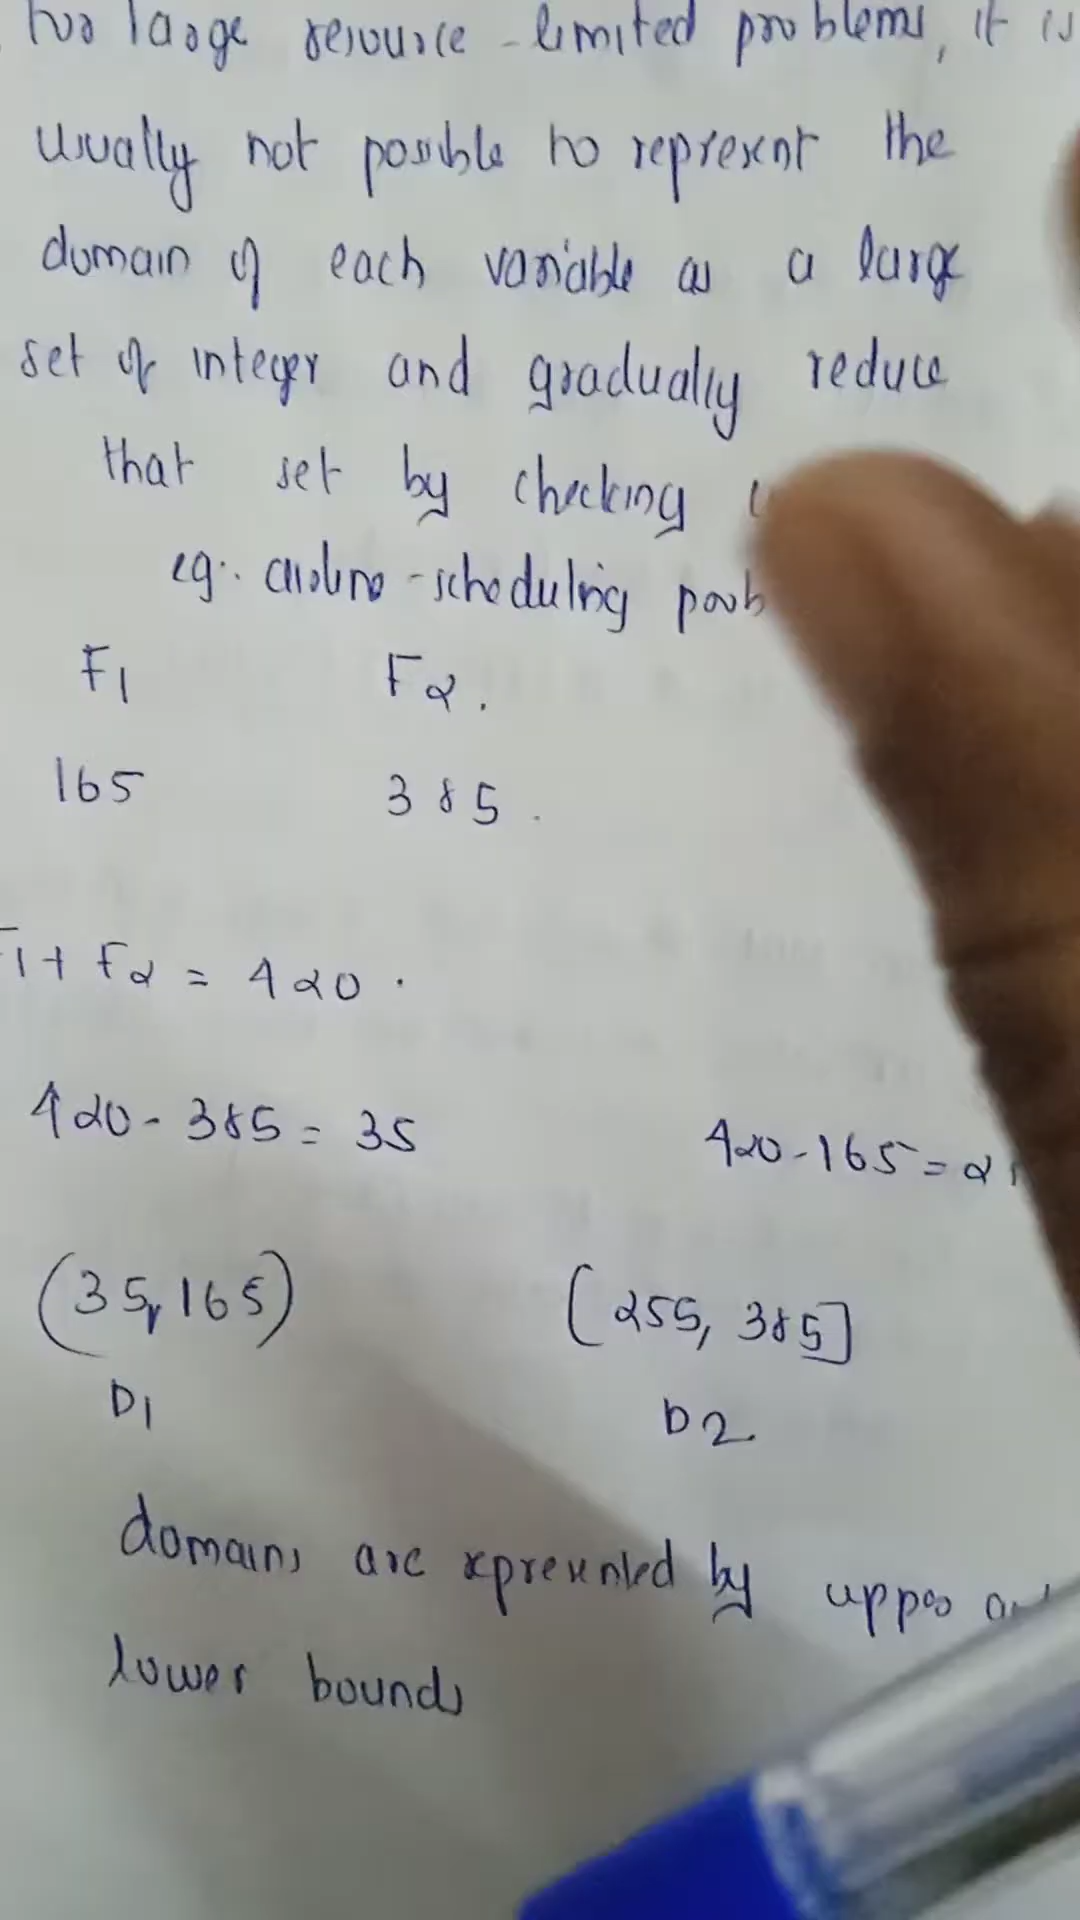 For large resource-limited problems, it is
usually not possible to represent the
domain of each variable as a large
set of integer and gradually reduce
that set by checking
eg:. airline-scheduling prob
F1 F2.
165 385.
F1 + F2 = 420.
420 - 385 = 35 420-165 = 2
(35, 165) [255, 385]
D1 D2
domains are represented by upper and
lower bounds